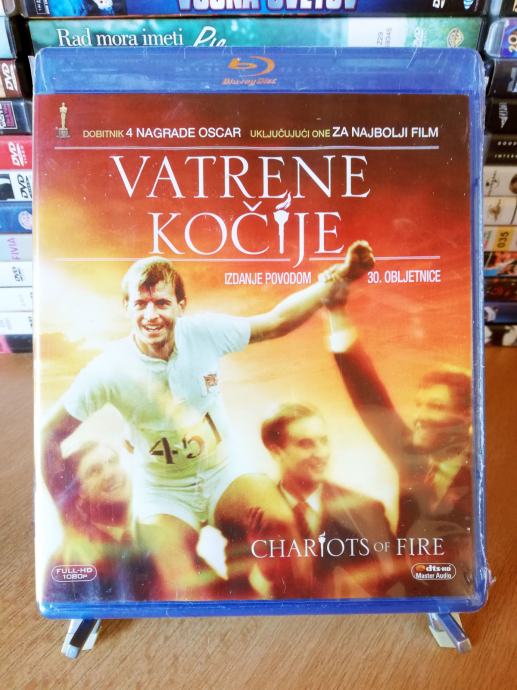 Rad mora imeti
Blu-ray Disc
DOBITNIK 4 NAGRADE OSCAR UKLJUČUJUĆI ONE ZA NAJBOLJI FILM
VATRENE
KOČIJE
IZDANJE POVODOM 30. OBLJETNICE
451
CHARIOTS OF FIRE
FULL-HD
1080P
dts-HD
Master Audio